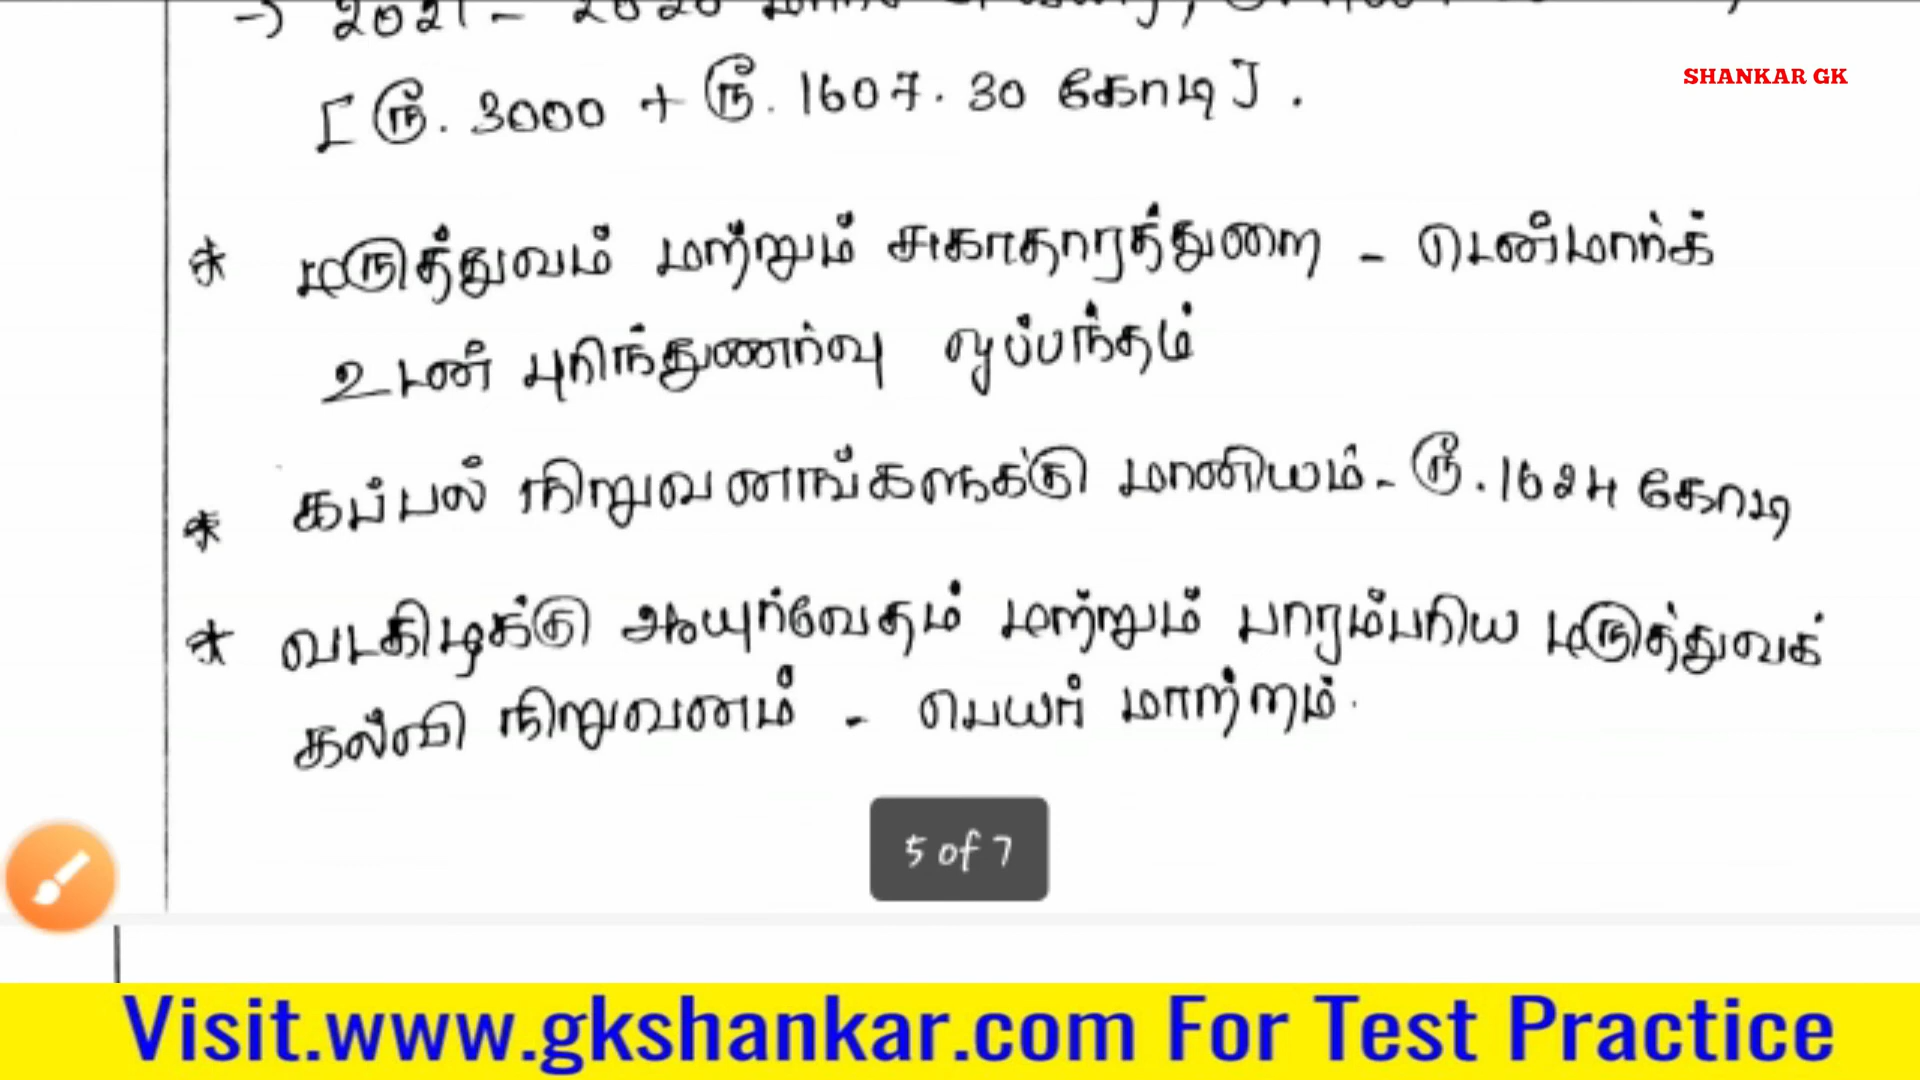 → 2021 - 2026
SHANKAR GK
[ ரூ. 3000 + ரூ. 1607.30 கோடி ].
* மருத்துவம் மற்றும் சுகாதாரத்துறை - டென்மார்க்
உடன் புரிந்துணர்வு ஒப்பந்தம்
* கப்பல் நிறுவனங்களுக்கு மானியம் - ரூ. 1624 கோடி
* வடகிழக்கு ஆயுர்வேதம் மற்றும் பாரம்பரிய மருத்துவக்
கல்வி நிறுவனம் - பெயர் மாற்றம்.
5 of 7
Visit.www.gkshankar.com For Test Practice